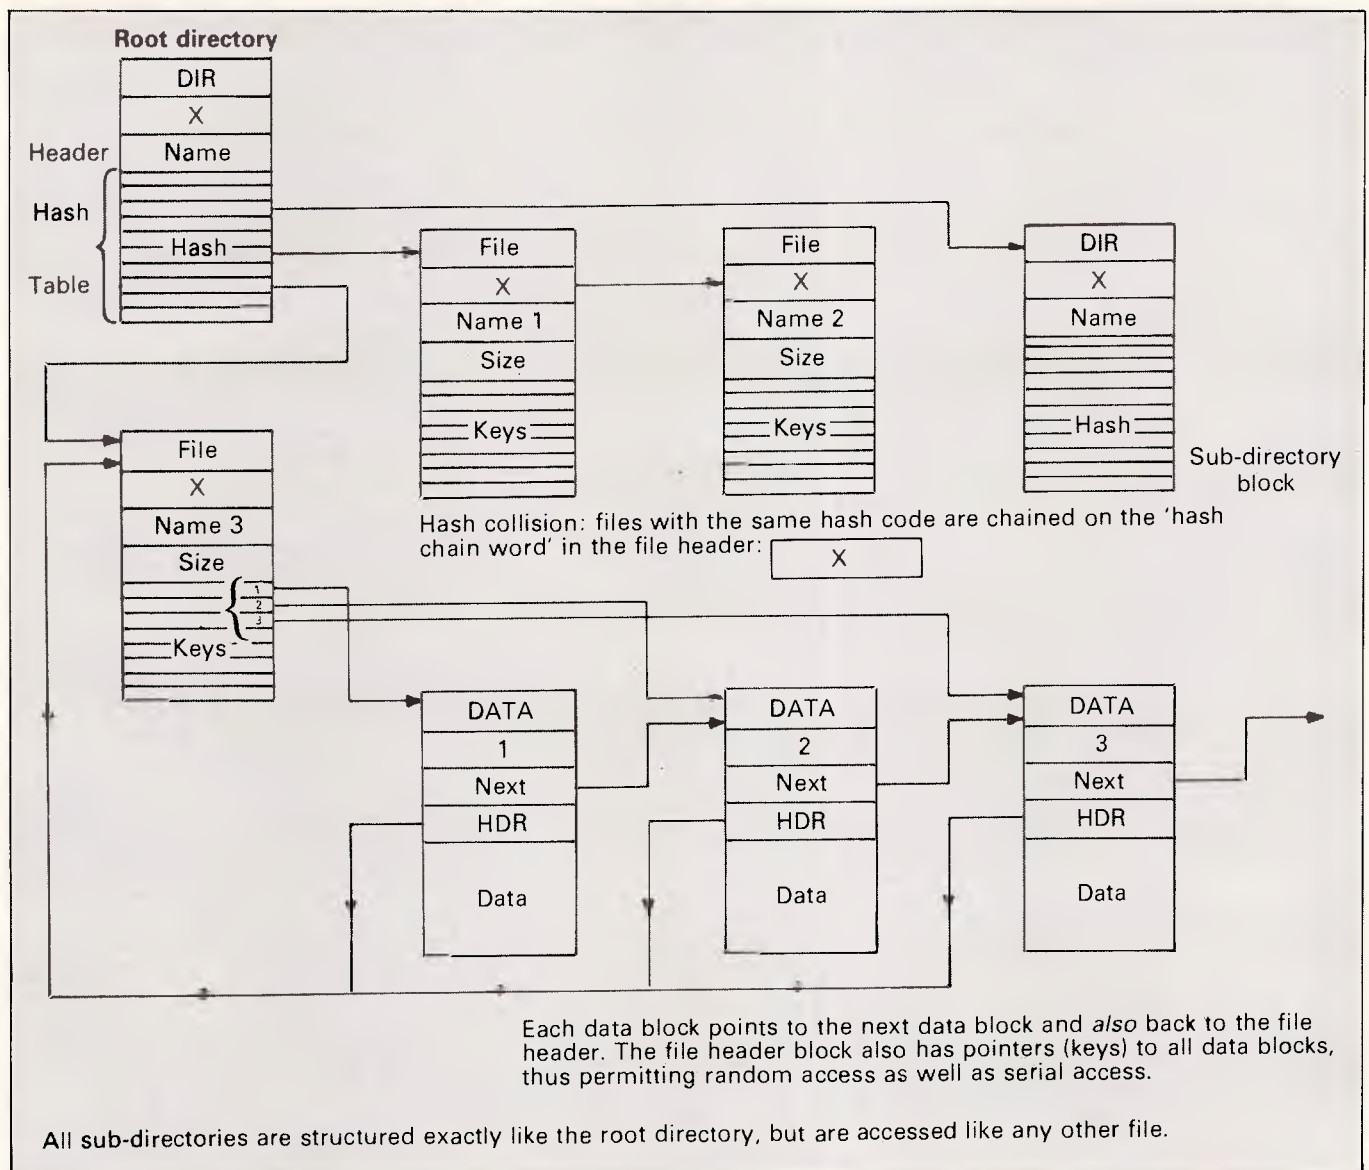 Root directory
DIR
X
Header
Name
Hash
Hash
Table
File
X
Name 1
Size
Keys
File
X
Name 2
Size
Keys
DIR
X
Name
Hash
Sub-directory
block
File
X
Name 3
Size
1
2
3
Keys
Hash collision: files with the same hash code are chained on the 'hash
chain word' in the file header:
X
DATA
1
Next
HDR
Data
DATA
2
Next
HDR
Data
DATA
3
Next
HDR
Data
Each data block points to the next data block and also back to the file
header. The file header block also has pointers (keys) to all data blocks,
thus permitting random access as well as serial access.
All sub-directories are structured exactly like the root directory, but are accessed like any other file.